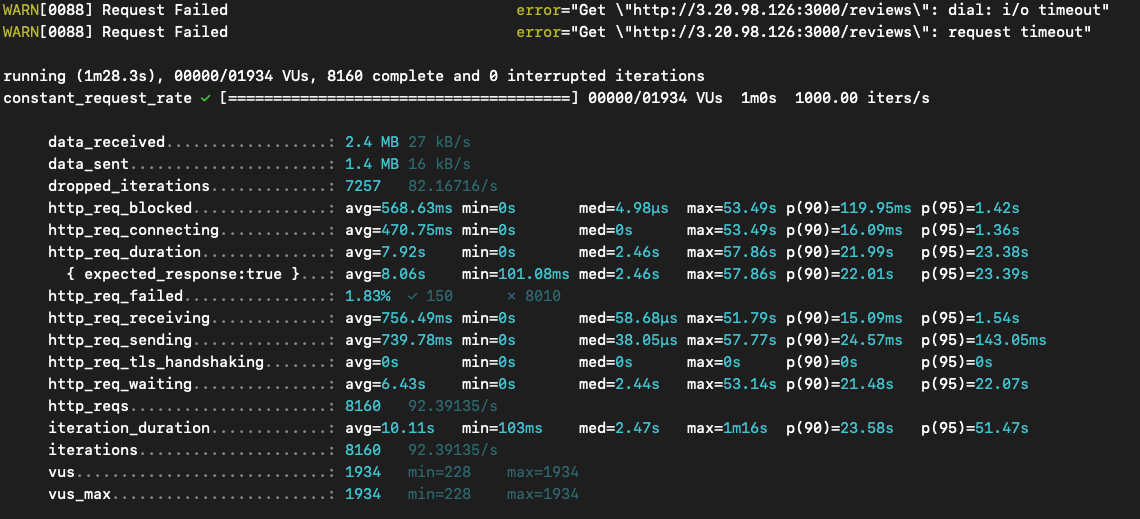 WARN[0088] Request Failed error="Get \"http://3.20.98.126:3000/reviews\": dial: i/o timeout"
WARN[0088] Request Failed error="Get \"http://3.20.98.126:3000/reviews\": request timeout"
running (1m28.3s), 00000/01934 VUs, 8160 complete and 0 interrupted iterations
constant_request_rate ✓ [======================================] 00000/01934 VUs 1m0s 1000.00 iters/s
data_received..................: 2.4 MB 27 kB/s
data_sent......................: 1.4 MB 16 kB/s
dropped_iterations.............: 7257 82.16716/s
http_req_blocked...............: avg=568.63ms min=0s med=4.98µs max=53.49s p(90)=119.95ms p(95)=1.42s
http_req_connecting............: avg=470.75ms min=0s med=0s max=53.49s p(90)=16.09ms p(95)=1.36s
http_req_duration..............: avg=7.92s min=0s med=2.46s max=57.86s p(90)=21.99s p(95)=23.38s
{ expected_response:true }...: avg=8.06s min=101.08ms med=2.46s max=57.86s p(90)=22.01s p(95)=23.39s
http_req_failed................: 1.83% ✓ 150 ✗ 8010
http_req_receiving.............: avg=756.49ms min=0s med=58.68µs max=51.79s p(90)=15.09ms p(95)=1.54s
http_req_sending...............: avg=739.78ms min=0s med=38.05µs max=57.77s p(90)=24.57ms p(95)=143.05ms
http_req_tls_handshaking.......: avg=0s min=0s med=0s max=0s p(90)=0s p(95)=0s
http_req_waiting...............: avg=6.43s min=0s med=2.44s max=53.14s p(90)=21.48s p(95)=22.07s
http_reqs......................: 8160 92.39135/s
iteration_duration.............: avg=10.11s min=103ms med=2.47s max=1m16s p(90)=23.58s p(95)=51.47s
iterations.....................: 8160 92.39135/s
vus............................: 1934 min=228 max=1934
vus_max........................: 1934 min=228 max=1934